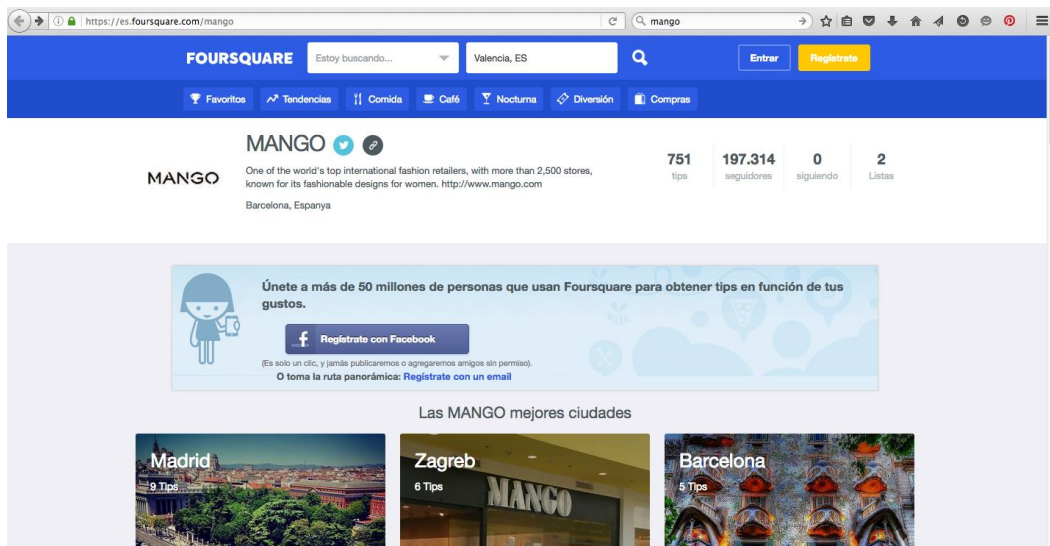 https://es.foursquare.com/mango
mango
FOURSQUARE
Estoy buscando...
Valencia, ES
Entrar
Regístrate
Favoritos
Tendencias
Comida
Café
Nocturna
Diversión
Compras
MANGO
MANGO
One of the world's top international fashion retailers, with more than 2,500 stores,
known for its fashionable designs for women. http://www.mango.com
Barcelona, Espanya
751
tips
197.314
seguidores
0
siguiendo
2
Listas
Únete a más de 50 millones de personas que usan Foursquare para obtener tips en función de tus
gustos.
f Regístrate con Facebook
(Es solo un clic, y jamás publicaremos o agregaremos amigos sin permiso).
O toma la ruta panorámica: Regístrate con un email
Las MANGO mejores ciudades
Madrid
9 Tips
Zagreb
6 Tips
MANGO
Barcelona
5 Tips